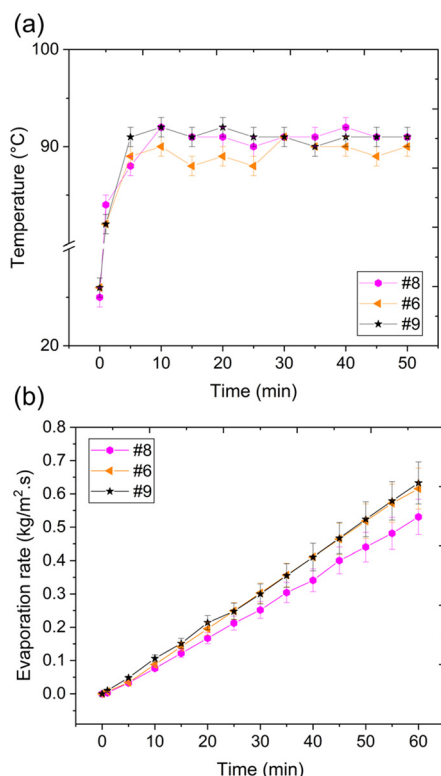 (a)
100
90
20
Temperature (°C)
#8
#6
#9
0 10 20 30 40 50
Time (min)
(b)
0.8
0.7
0.6
0.5
0.4
0.3
0.2
0.1
0.0
Evaporation rate (kg/m².s)
#8
#6
#9
0 10 20 30 40 50 60
Time (min)